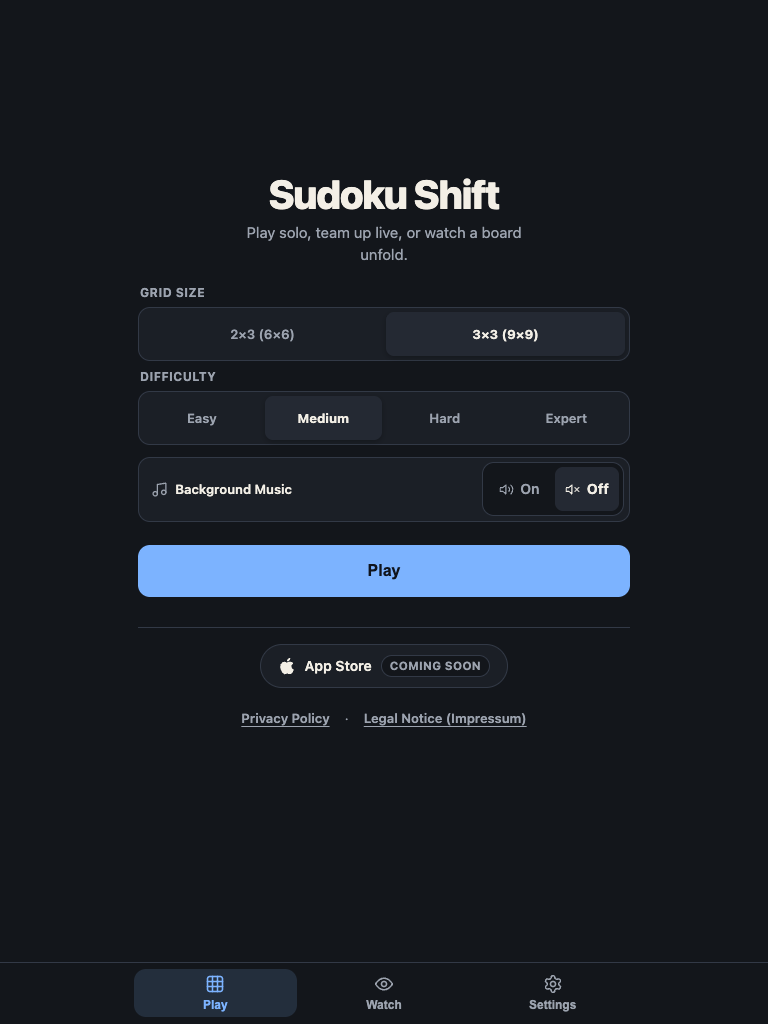 Sudoku Shift
Play solo, team up live, or watch a board
unfold.
GRID SIZE
2×3 (6×6) 3×3 (9×9)
DIFFICULTY
Easy Medium Hard Expert
Background Music On Off
Play
App Store COMING SOON
Privacy Policy · Legal Notice (Impressum)
Play Watch Settings